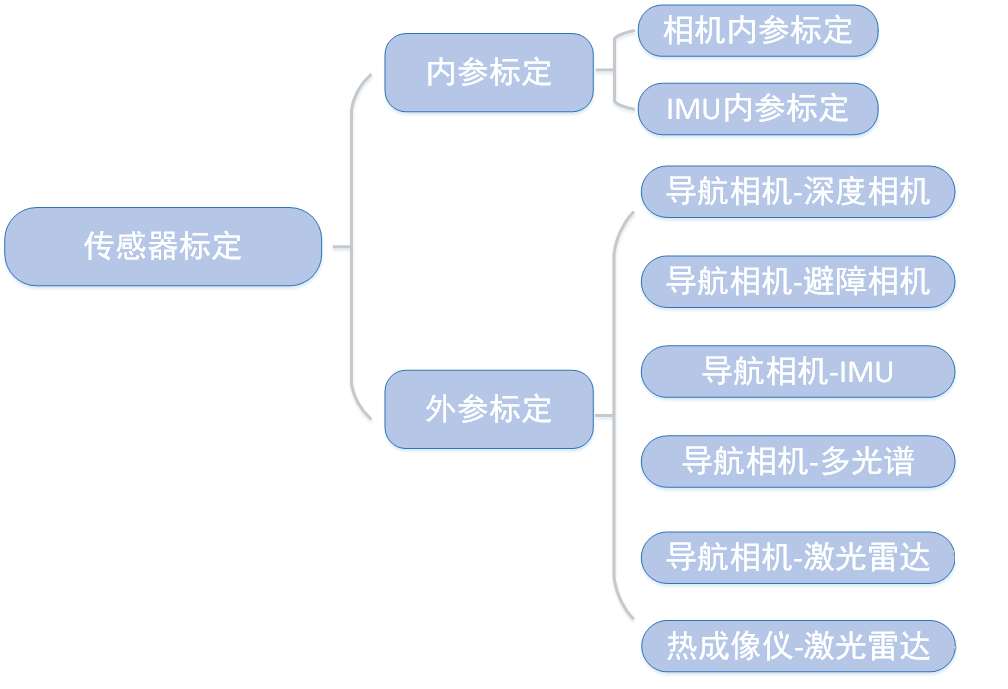 传感器标定
内参标定
相机内参标定
IMU内参标定
外参标定
导航相机-深度相机
导航相机-避障相机
导航相机-IMU
导航相机-多光谱
导航相机-激光雷达
热成像仪-激光雷达